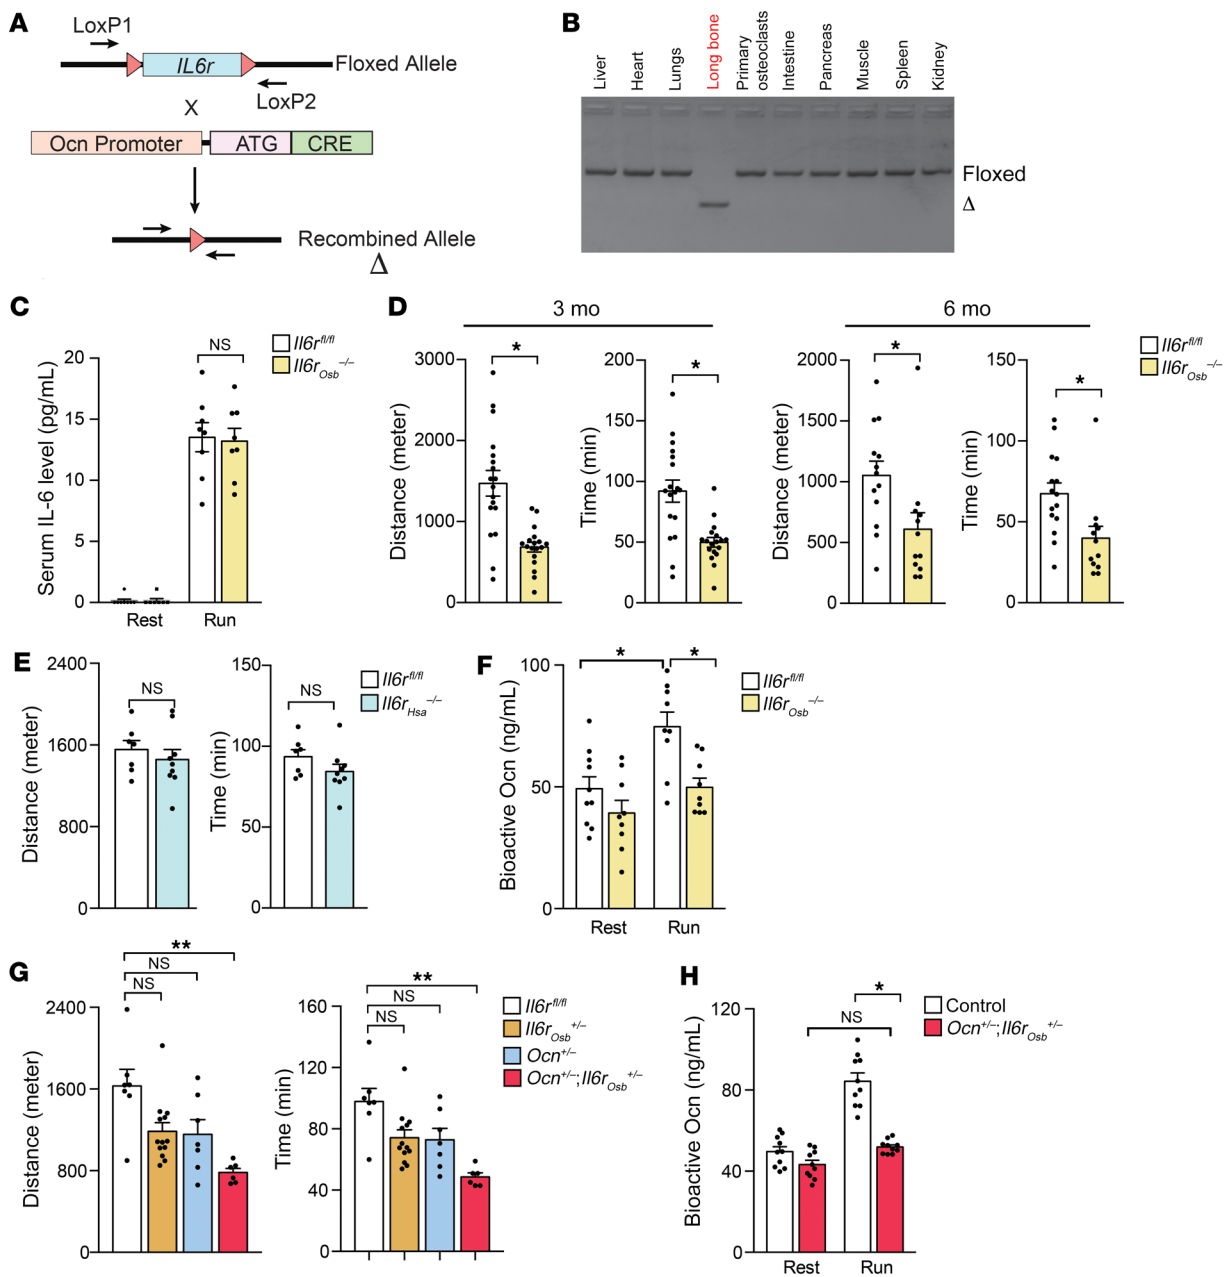 A
LoxP1
IL6r
Floxed Allele
LoxP2
X
Ocn Promoter
ATG
CRE
Recombined Allele
Δ
B
Liver
Heart
Lungs
Long bone
Primary
osteoclasts
Intestine
Pancreas
Muscle
Spleen
Kidney
Floxed
Δ
C
Serum IL-6 level (pg/mL)
20
15
10
5
0
NS
Rest
Run
Il6rfl/fl
Il6rOsb−/−
D
3 mo
Distance (meter)
3000
2000
1000
0
*
Time (min)
200
150
100
50
0
*
6 mo
Distance (meter)
2000
1500
1000
500
0
*
Time (min)
150
100
50
0
*
Il6rfl/fl
Il6rOsb−/−
E
Distance (meter)
2400
1600
800
0
NS
Time (min)
150
100
50
0
NS
Il6rfl/fl
Il6rHsa−/−
F
Bioactive Ocn (ng/mL)
100
50
0
*
*
Rest
Run
Il6rfl/fl
Il6rOsb−/−
G
Distance (meter)
2400
1600
800
0
**
NS
NS
Time (min)
160
120
80
40
0
**
NS
NS
Il6rfl/fl
Il6rOsb+/−
Ocn+/−
Ocn+/−;Il6rOsb+/−
H
Bioactive Ocn (ng/mL)
120
80
40
0
*
NS
Rest
Run
Control
Ocn+/−;Il6rOsb+/−